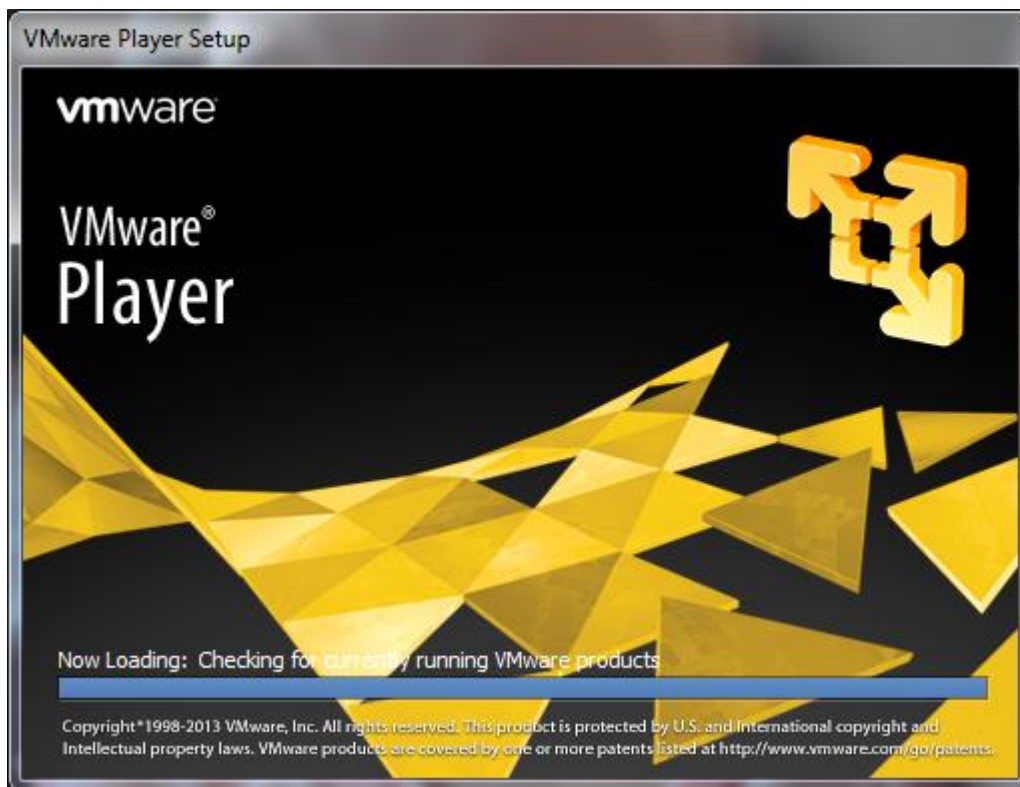 VMware Player Setup
vmware
VMware®
Player
Now Loading: Checking for currently running VMware products
Copyright©1998-2013 VMware, Inc. All rights reserved. This product is protected by U.S. and International copyright and
Intellectual property laws. VMware products are covered by one or more patents listed at http://www.vmware.com/go/patents.